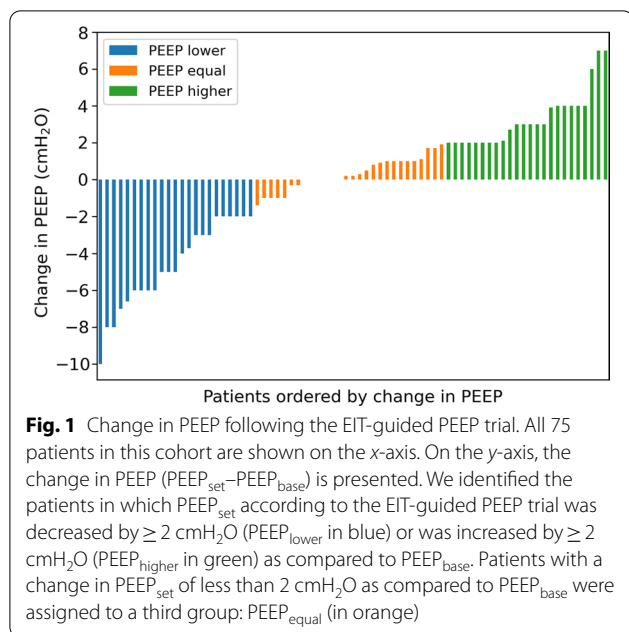 8
6
4
2
0
−2
−4
−6
−8
−10
Change in PEEP (cmH₂O)
PEEP lower
PEEP equal
PEEP higher
Patients ordered by change in PEEP
Fig. 1 Change in PEEP following the EIT-guided PEEP trial. All 75
patients in this cohort are shown on the x-axis. On the y-axis, the
change in PEEP (PEEPset–PEEPbase) is presented. We identified the
patients in which PEEPset according to the EIT-guided PEEP trial was
decreased by ≥ 2 cmH₂O (PEEPlower in blue) or was increased by ≥ 2
cmH₂O (PEEPhigher in green) as compared to PEEPbase. Patients with a
change in PEEPset of less than 2 cmH₂O as compared to PEEPbase were
assigned to a third group: PEEPequal (in orange)